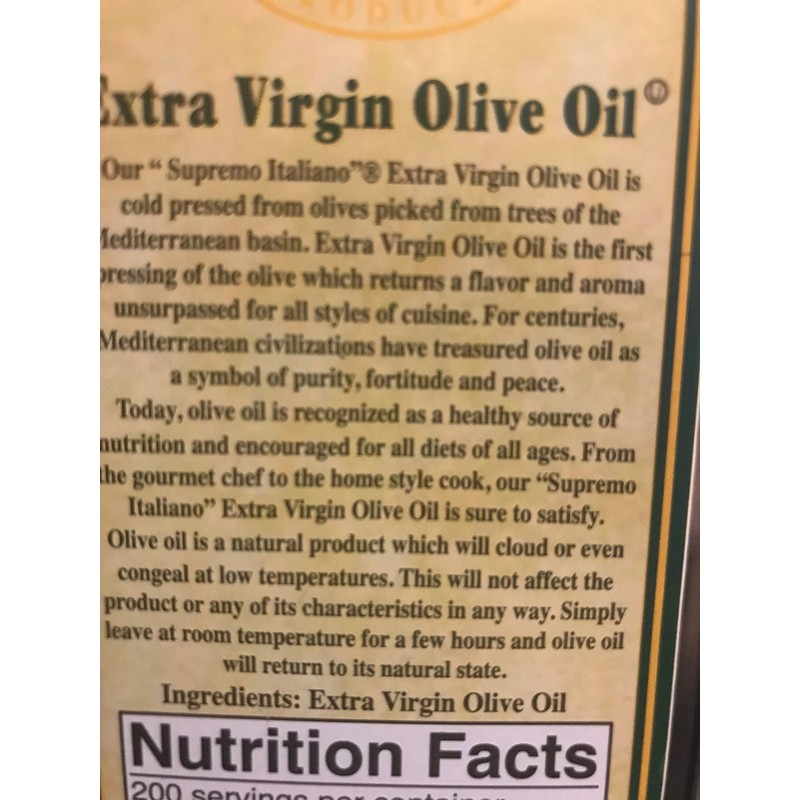 PRODUCT
Extra Virgin Olive Oil Ⓤ
Our “ Supremo Italiano”® Extra Virgin Olive Oil is
cold pressed from olives picked from trees of the
Mediterranean basin. Extra Virgin Olive Oil is the first
pressing of the olive which returns a flavor and aroma
unsurpassed for all styles of cuisine. For centuries,
Mediterranean civilizations have treasured olive oil as
a symbol of purity, fortitude and peace.
Today, olive oil is recognized as a healthy source of
nutrition and encouraged for all diets of all ages. From
the gourmet chef to the home style cook, our “Supremo
Italiano” Extra Virgin Olive Oil is sure to satisfy.
Olive oil is a natural product which will cloud or even
congeal at low temperatures. This will not affect the
product or any of its characteristics in any way. Simply
leave at room temperature for a few hours and olive oil
will return to its natural state.
Ingredients: Extra Virgin Olive Oil
Nutrition Facts
200 servings per container